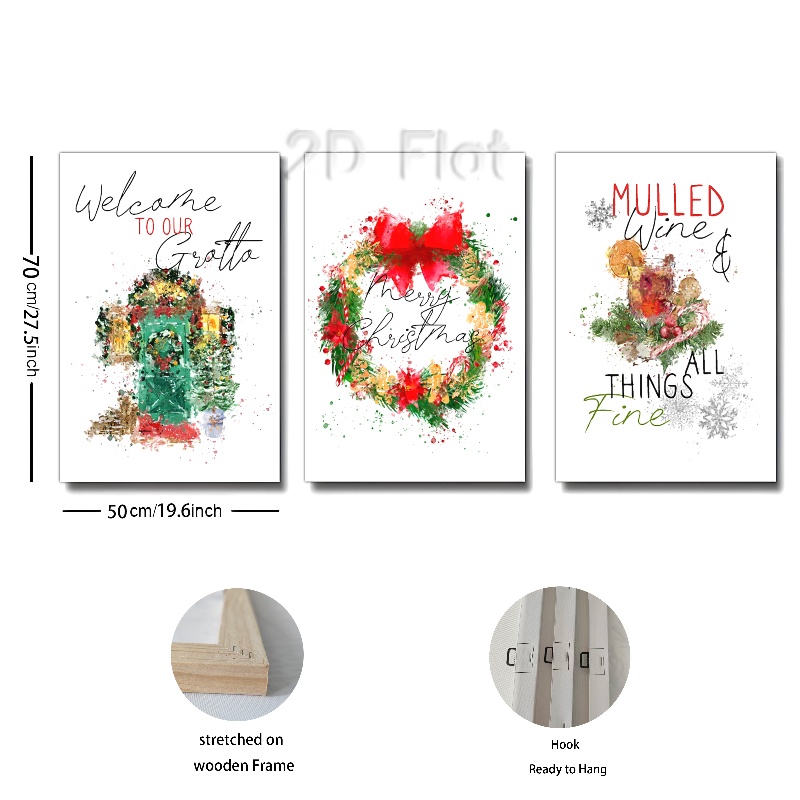 2D Flat
Welcome
TO OUR
Grotto
Merry
Christmas
MULLED
Wine
&
ALL
THINGS
Fine
70cm/27.5inch
50cm/19.6inch
stretched on
wooden Frame
Hook
Ready to Hang